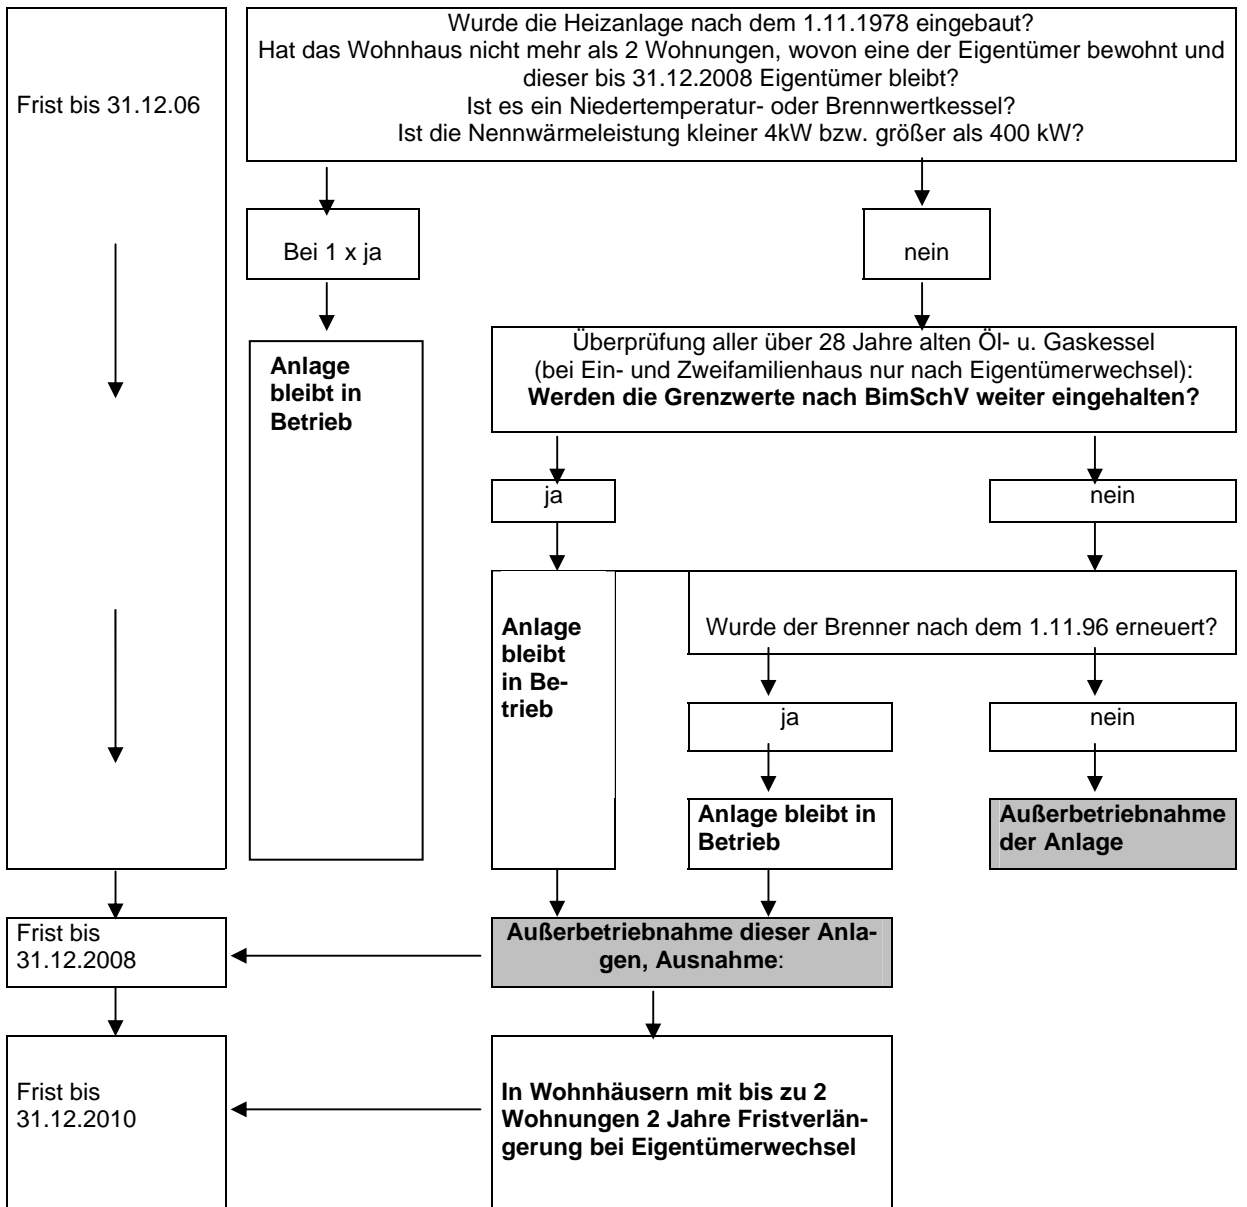 Wurde die Heizanlage nach dem 1.11.1978 eingebaut?
Hat das Wohnhaus nicht mehr als 2 Wohnungen, wovon eine der Eigentümer bewohnt und
dieser bis 31.12.2008 Eigentümer bleibt?
Ist es ein Niedertemperatur- oder Brennwertkessel?
Ist die Nennwärmeleistung kleiner 4kW bzw. größer als 400 kW?
Frist bis 31.12.06
Bei 1 x ja
nein
Anlage
bleibt in
Betrieb
Überprüfung aller über 28 Jahre alten Öl- u. Gaskessel
(bei Ein- und Zweifamilienhaus nur nach Eigentümerwechsel):
Werden die Grenzwerte nach BimSchV weiter eingehalten?
ja
nein
Anlage
bleibt
in Be-
trieb
Wurde der Brenner nach dem 1.11.96 erneuert?
ja
nein
Anlage bleibt in
Betrieb
Außerbetriebnahme
der Anlage
Frist bis
31.12.2008
Außerbetriebnahme dieser Anla-
gen, Ausnahme:
Frist bis
31.12.2010
In Wohnhäusern mit bis zu 2
Wohnungen 2 Jahre Fristverlän-
gerung bei Eigentümerwechsel